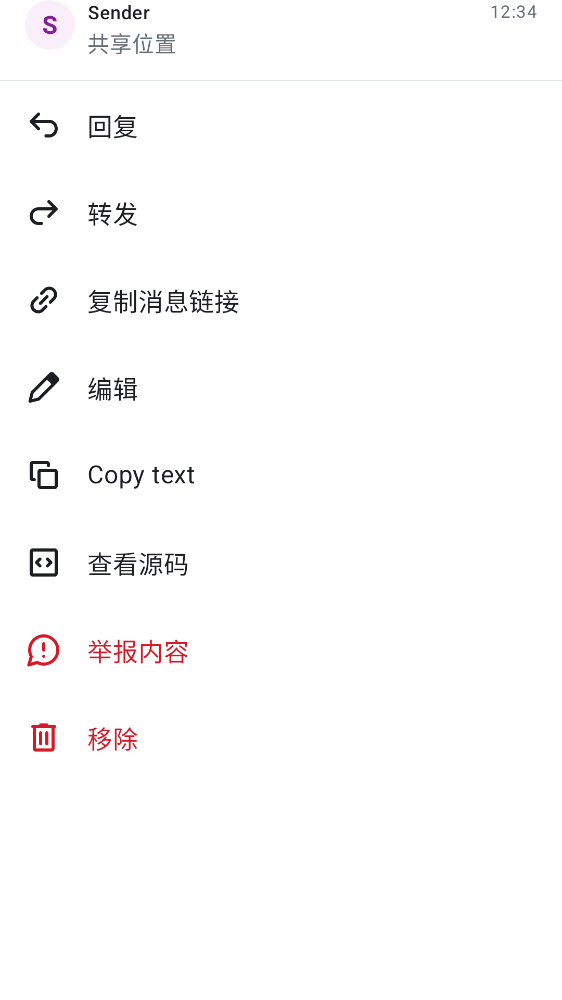 S
Sender
12:34
共享位置
回复
转发
复制消息链接
编辑
Copy text
查看源码
举报内容
移除